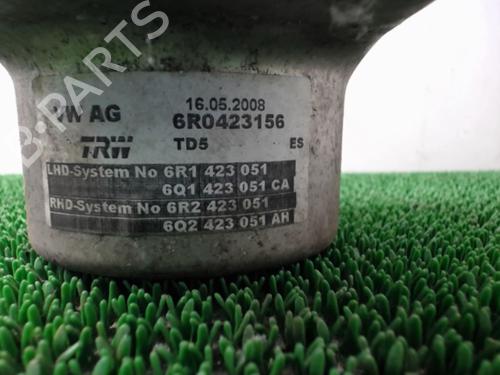 B-PARTS
VW AG 16.05.2008
6R0423156
TRW TD5 ES
LHD-System No 6R1 423 051
6Q1 423 051 CA
RHD-System No 6R2 423 051
6Q2 423 051 AH